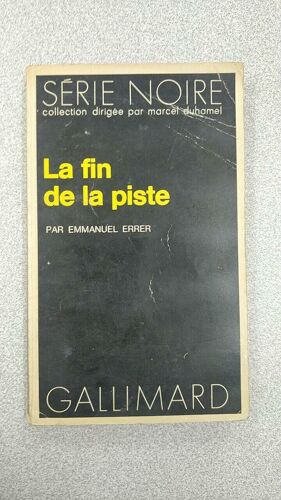 SÉRIE NOIRE
collection dirigée par marcel duhamel
La fin
de la piste
PAR EMMANUEL ERRER
GALLIMARD